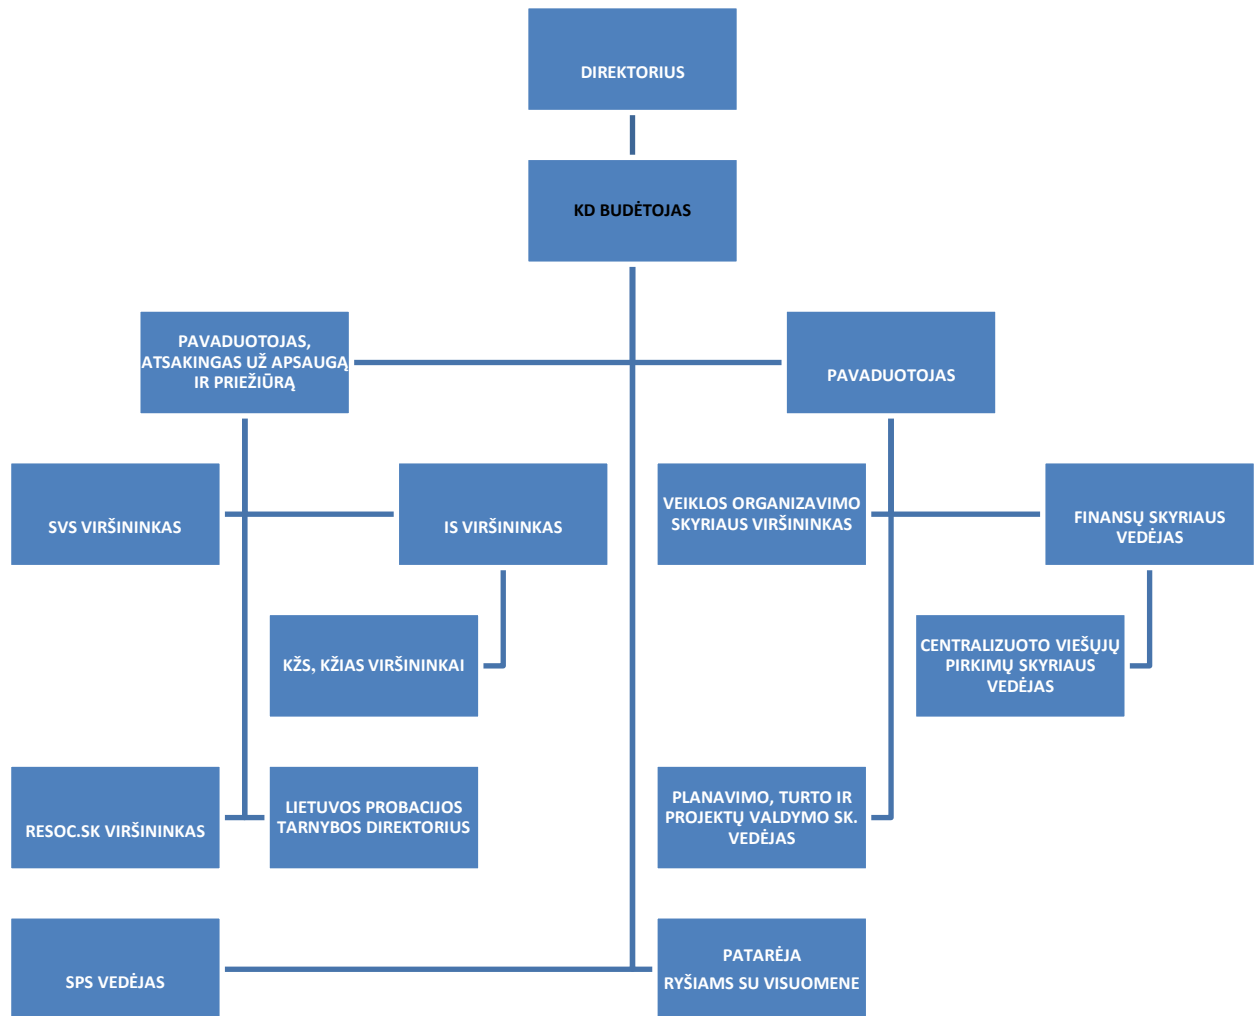 DIREKTORIUS
KD BUDĖTOJAS
PAVADUOTOJAS,
ATSAKINGAS UŽ APSAUGĄ
IR PRIEŽIŪRĄ
PAVADUOTOJAS
SVS VIRŠININKAS
IS VIRŠININKAS
VEIKLOS ORGANIZAVIMO
SKYRIAUS VIRŠININKAS
FINANSŲ SKYRIAUS
VEDĖJAS
KŽS, KŽIAS VIRŠININKAI
CENTRALIZUOTO VIEŠŲJŲ
PIRKIMŲ SKYRIAUS
VEDĖJAS
RESOC.SK VIRŠININKAS
LIETUVOS PROBACIJOS
TARNYBOS DIREKTORIUS
PLANAVIMO, TURTO IR
PROJEKTŲ VALDYMO SK.
VEDĖJAS
SPS VEDĖJAS
PATARĖJA
RYŠIAMS SU VISUOMENE